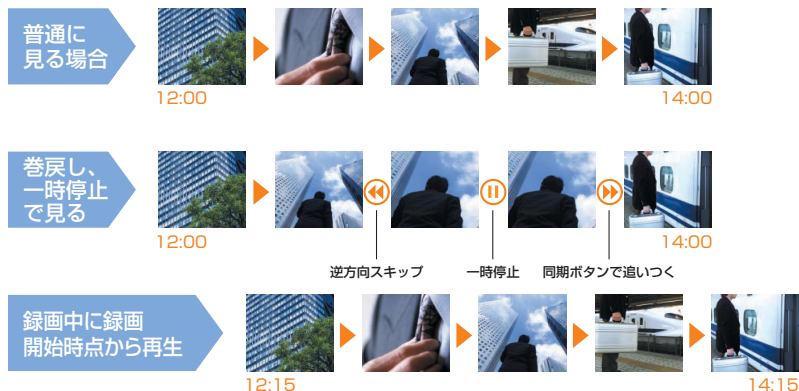 普通に
見る場合
12:00
14:00
巻戻し、
一時停止
で見る
12:00
14:00
逆方向スキップ
一時停止
同期ボタンで追いつく
録画中に録画
開始時点から再生
12:15
14:15